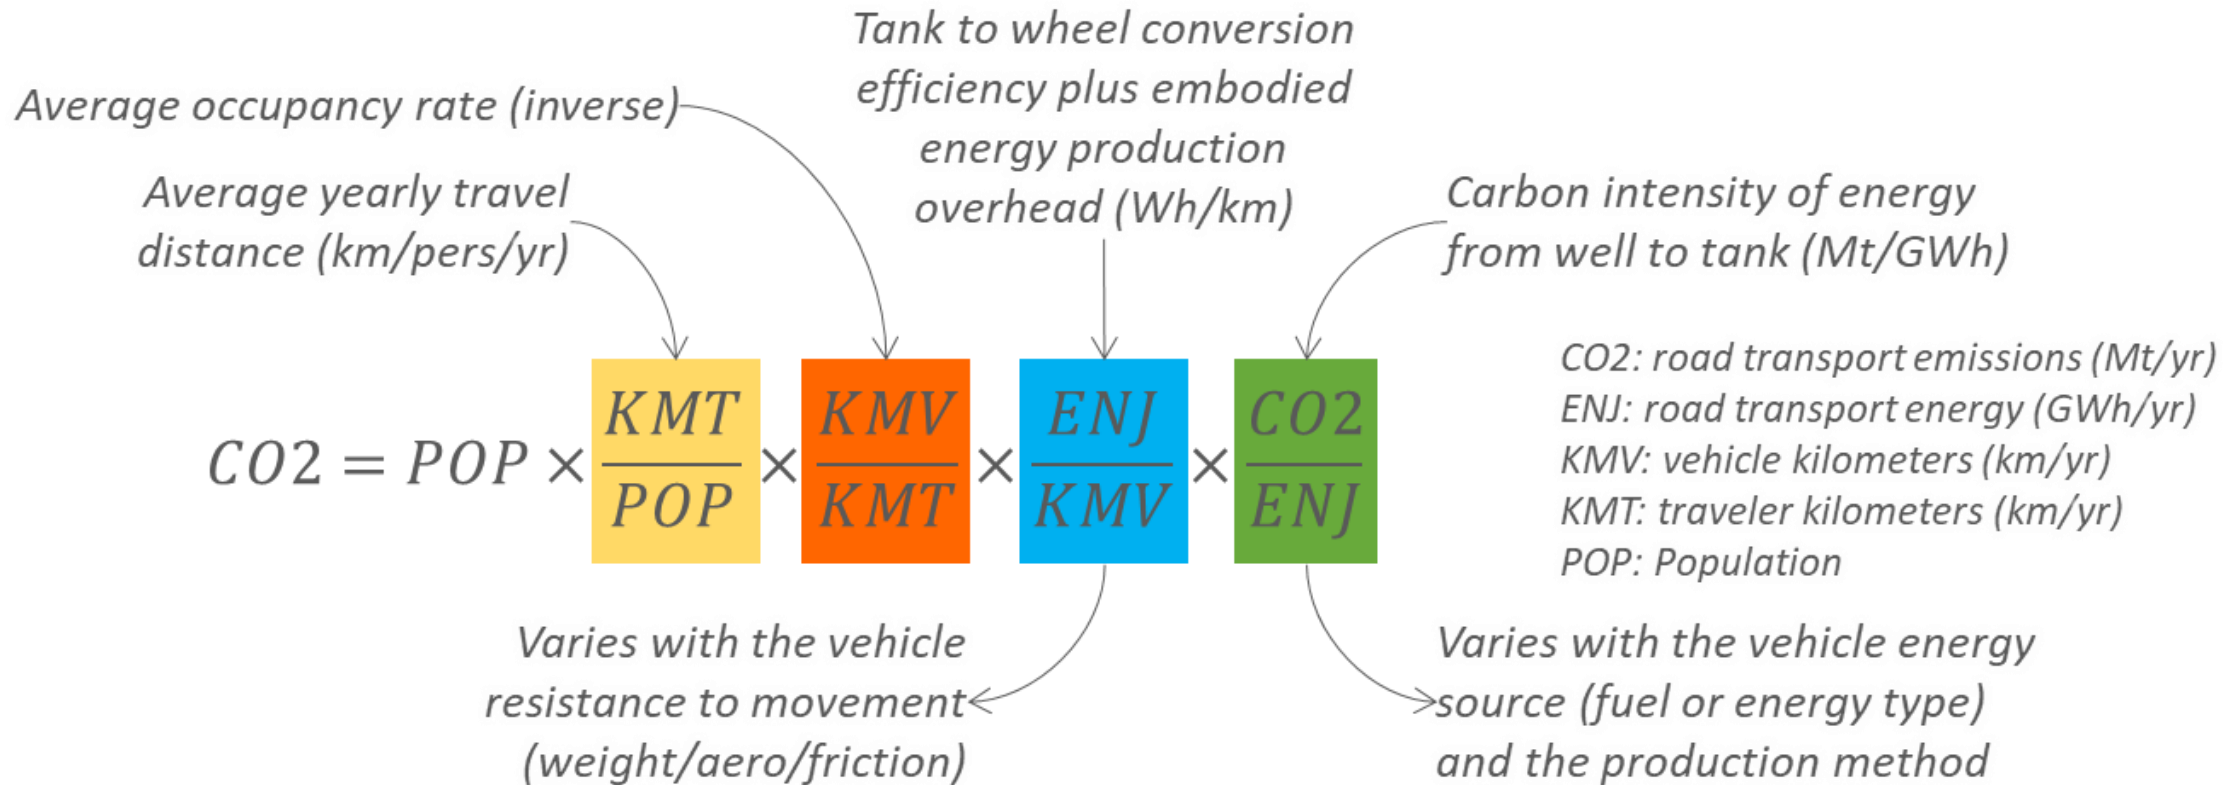 Tank to wheel conversion
efficiency plus embodied
energy production
overhead (Wh/km)
Average occupancy rate (inverse)
Average yearly travel
distance (km/pers/yr)
Carbon intensity of energy
from well to tank (Mt/GWh)
CO2 = POP × KMT/POP × KMV/KMT × ENJ/KMV × CO2/ENJ
CO2: road transport emissions (Mt/yr)
ENJ: road transport energy (GWh/yr)
KMV: vehicle kilometers (km/yr)
KMT: traveler kilometers (km/yr)
POP: Population
Varies with the vehicle
resistance to movement
(weight/aero/friction)
Varies with the vehicle energy
source (fuel or energy type)
and the production method